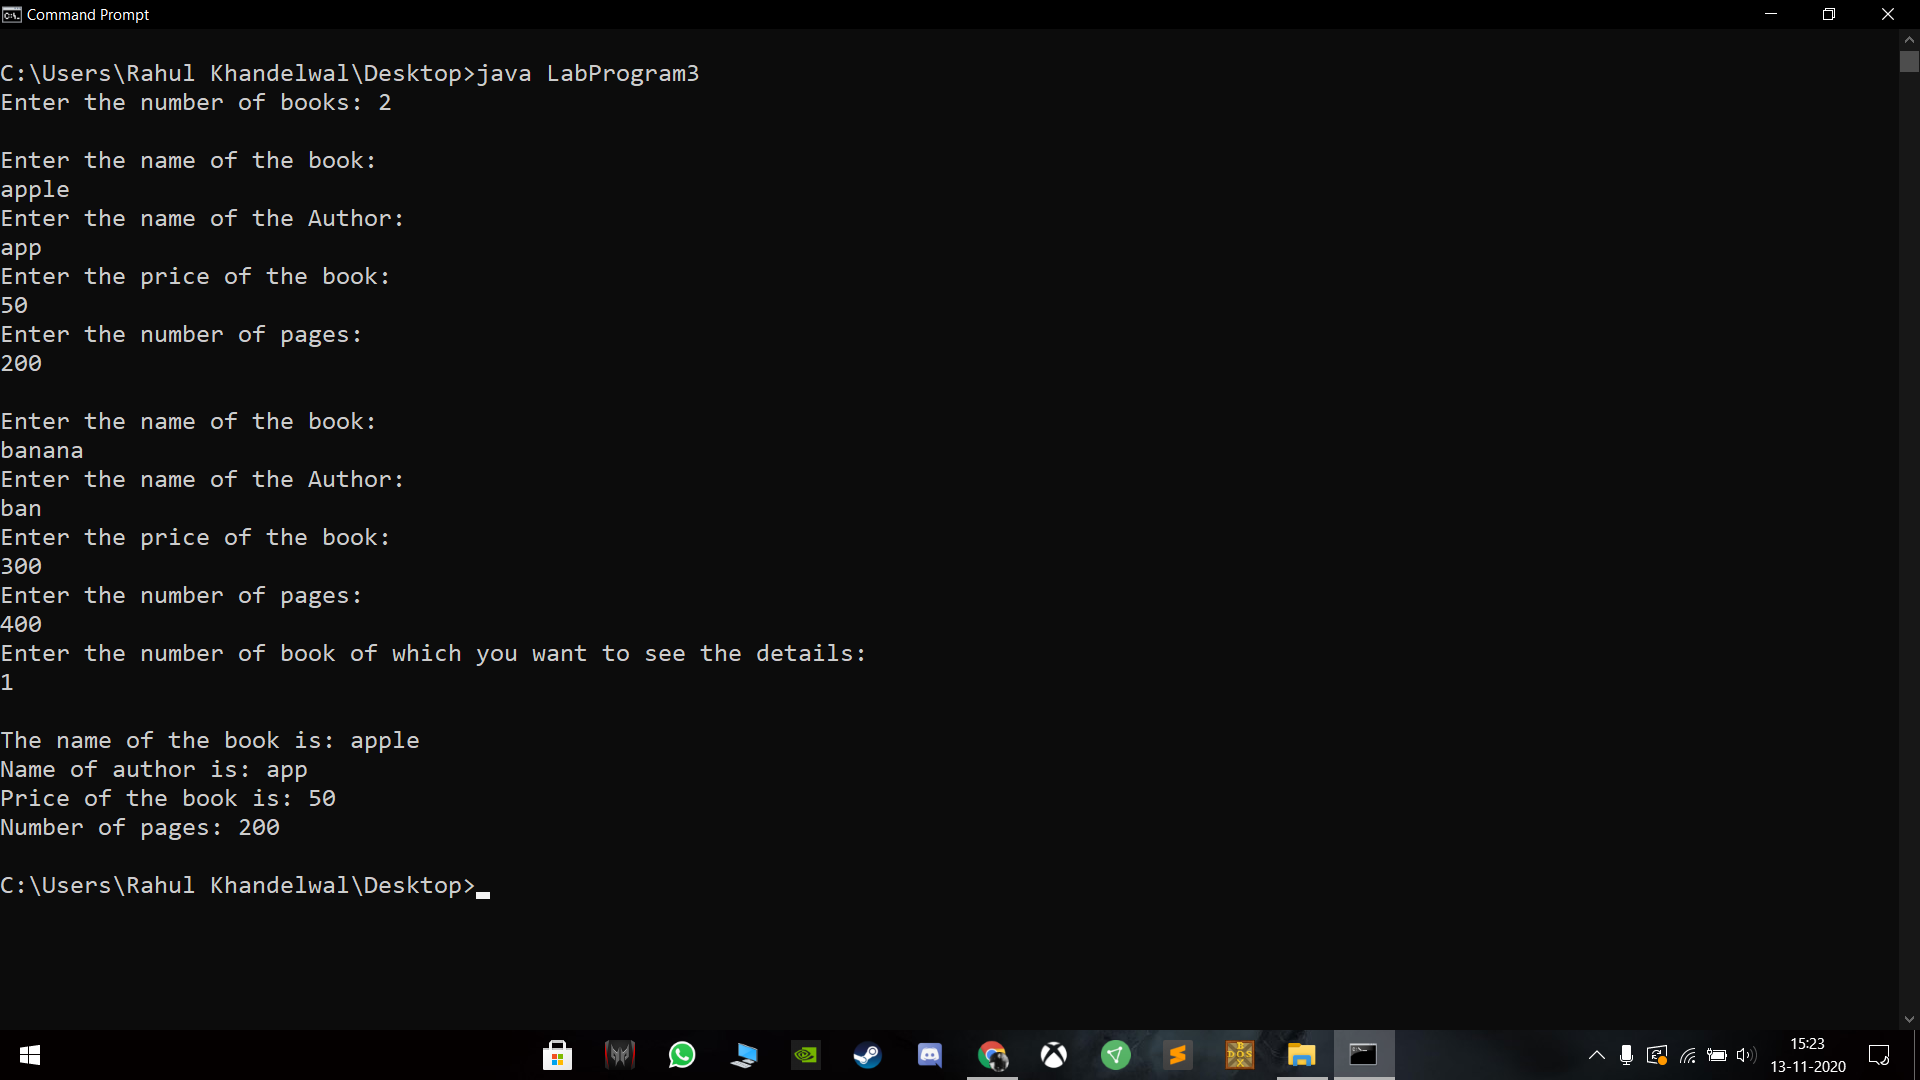 Command Prompt
C:\Users\Rahul Khandelwal\Desktop>java LabProgram3
Enter the number of books: 2
Enter the name of the book:
apple
Enter the name of the Author:
app
Enter the price of the book:
50
Enter the number of pages:
200
Enter the name of the book:
banana
Enter the name of the Author:
ban
Enter the price of the book:
300
Enter the number of pages:
400
Enter the number of book of which you want to see the details:
1
The name of the book is: apple
Name of author is: app
Price of the book is: 50
Number of pages: 200
C:\Users\Rahul Khandelwal\Desktop>
15:23
13-11-2020